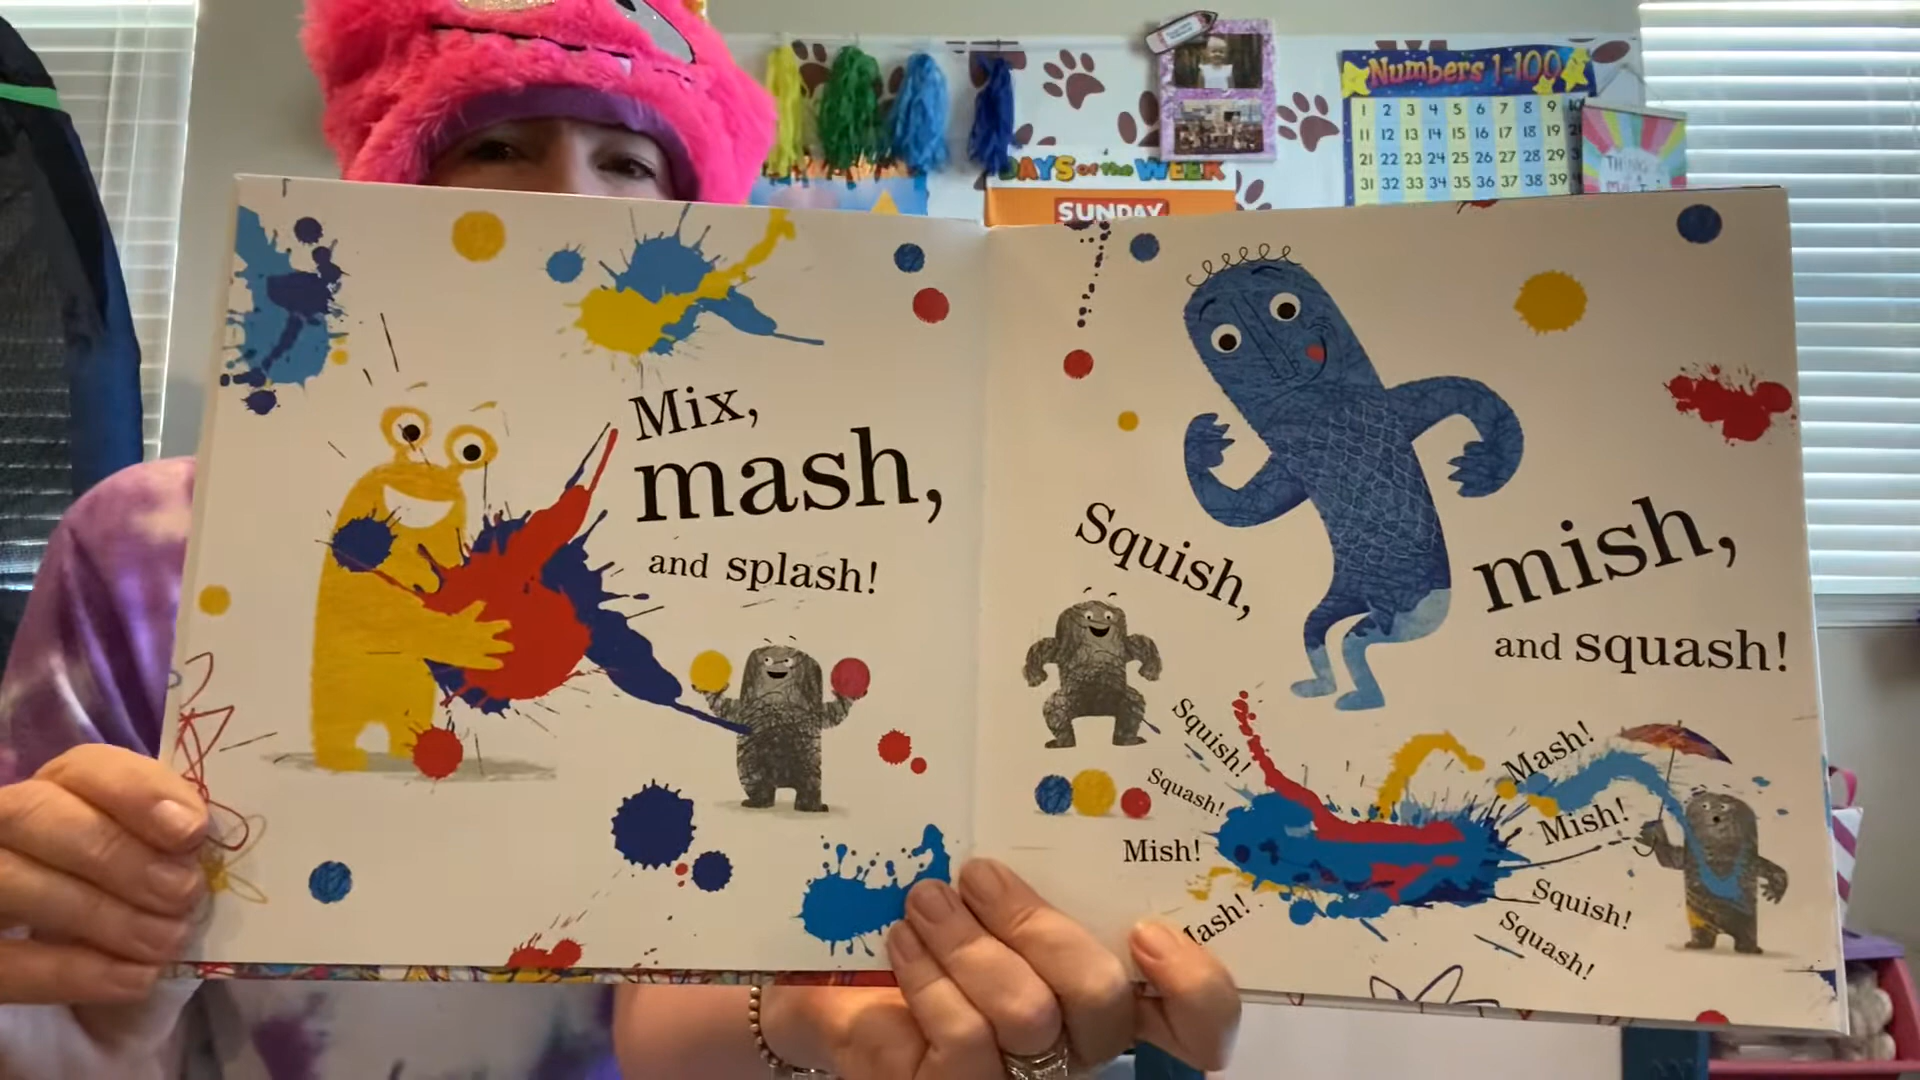 Numbers 1-100
1 2 3 4 5 6 7 8 9 10
11 12 13 14 15 16 17 18 19
21 22 23 24 25 26 27 28 29
31 32 33 34 35 36 37 38 39
DAYS of the WEEK
SUNDAY
Mix,
mash,
and splash!
Squish,
mish,
and squash!
Squish!
Squash!
Mish!
Mash!
Mish!
Squish!
Squash!